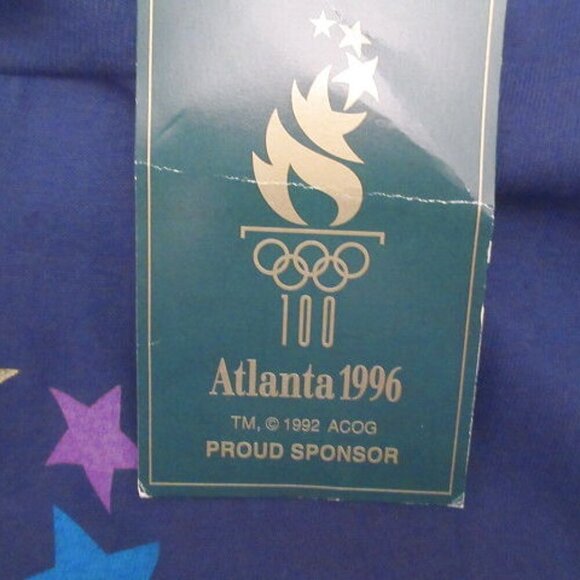 100
Atlanta 1996
TM, © 1992 ACOG
PROUD SPONSOR